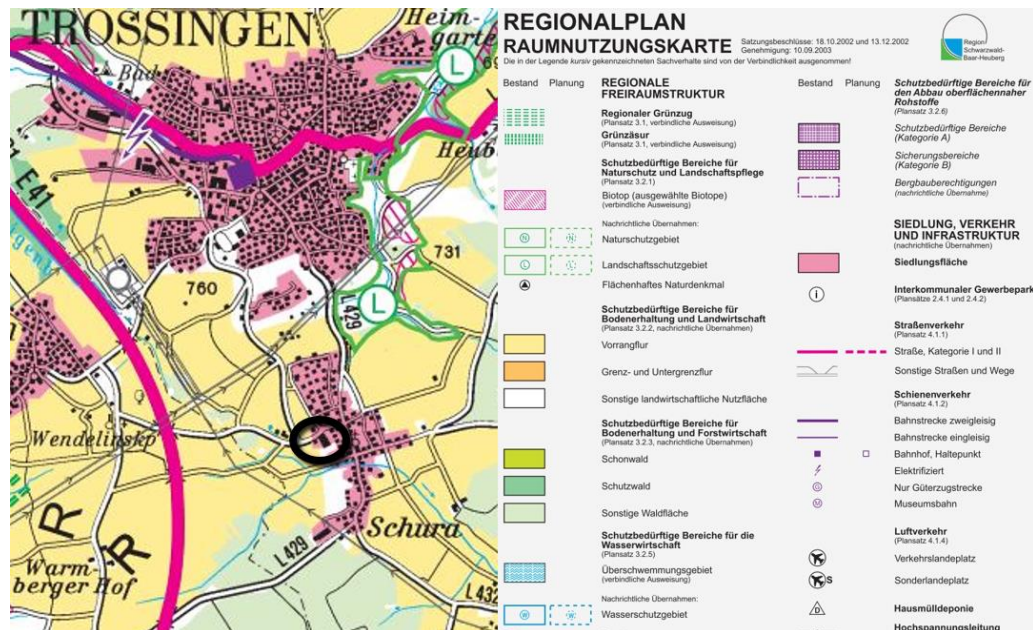 TROSSINGEN
Heim-
garte
Bad
L
69
Heub
E41
731
760
L429
L
Wendelinskp
Schura
L429
R
R
Warm-
berger Hof
L432
REGIONALPLAN
RAUMNUTZUNGSKARTE
Satzungsbeschlüsse: 18.10.2002 und 13.12.2002
Genehmigung: 10.09.2003
Die in der Legende kursiv gekennzeichneten Sachverhalte sind von der Verbindlichkeit ausgenommen!
Region
Schwarzwald-
Baar-Heuberg
Bestand Planung
REGIONALE
FREIRAUMSTRUKTUR
Regionaler Grünzug
(Plansatz 3.1, verbindliche Ausweisung)
Grünzäsur
(Plansatz 3.1, verbindliche Ausweisung)
Schutzbedürftige Bereiche für
Naturschutz und Landschaftspflege
(Plansatz 3.2.1)
Biotop (ausgewählte Biotope)
(verbindliche Ausweisung)
Nachrichtliche Übernahmen:
N N Naturschutzgebiet
L L Landschaftsschutzgebiet
Flächenhaftes Naturdenkmal
Schutzbedürftige Bereiche für
Bodenerhaltung und Landwirtschaft
(Plansatz 3.2.2, nachrichtliche Übernahmen)
Vorrangflur
Grenz- und Untergrenzflur
Sonstige landwirtschaftliche Nutzfläche
Schutzbedürftige Bereiche für
Bodenerhaltung und Forstwirtschaft
(Plansatz 3.2.3, nachrichtliche Übernahmen)
Schonwald
Schutzwald
Sonstige Waldfläche
Schutzbedürftige Bereiche für die
Wasserwirtschaft
(Plansatz 3.2.5)
Überschwemmungsgebiet
(verbindliche Ausweisung)
Nachrichtliche Übernahmen:
W W Wasserschutzgebiet
Bestand Planung
Schutzbedürftige Bereiche für
den Abbau oberflächennaher
Rohstoffe
(Plansatz 3.2.6)
Schutzbedürftige Bereiche
(Kategorie A)
Sicherungsbereiche
(Kategorie B)
Bergbauberechtigungen
(nachrichtliche Übernahme)
SIEDLUNG, VERKEHR
UND INFRASTRUKTUR
(nachrichtliche Übernahmen)
Siedlungsfläche
i Interkommunaler Gewerbepark
(Plansätze 2.4.1 und 2.4.2)
Straßenverkehr
(Plansatz 4.1.1)
Straße, Kategorie I und II
Sonstige Straßen und Wege
Schienenverkehr
(Plansatz 4.1.2)
Bahnstrecke zweigleisig
Bahnstrecke eingleisig
Bahnhof, Haltepunkt
Elektrifiziert
G Nur Güterzugstrecke
M Museumsbahn
Luftverkehr
(Plansatz 4.1.4)
Verkehrslandeplatz
S Sonderlandeplatz
D Hausmülldeponie
Hochspannungsleitung